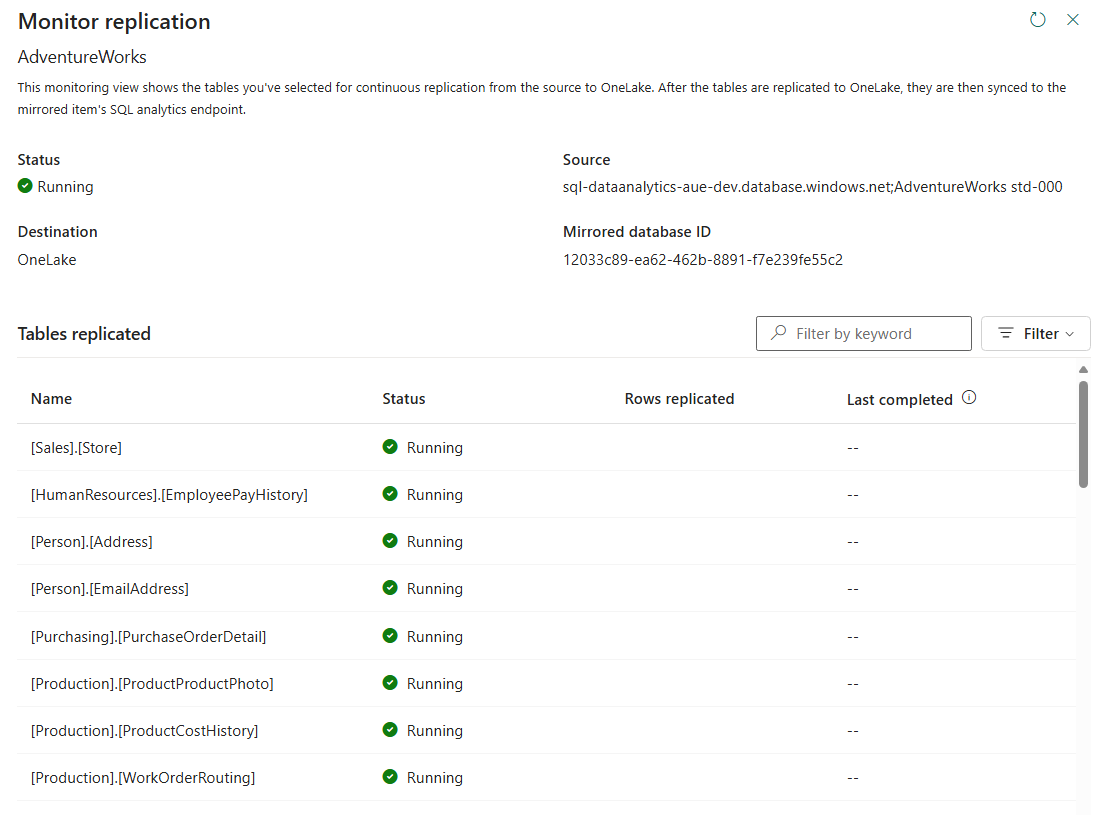 Monitor replication
AdventureWorks
This monitoring view shows the tables you've selected for continuous replication from the source to OneLake. After the tables are replicated to OneLake, they are then synced to the
mirrored item's SQL analytics endpoint.
Status
Source
Running
sql-dataanalytics-aue-dev.database.windows.net;AdventureWorks std-000
Destination
Mirrored database ID
OneLake
12033c89-ea62-462b-8891-f7e239fe55c2
Tables replicated
Filter by keyword
Filter
Name Status Rows replicated Last completed
[Sales].[Store] Running --
[HumanResources].[EmployeePayHistory] Running --
[Person].[Address] Running --
[Person].[EmailAddress] Running --
[Purchasing].[PurchaseOrderDetail] Running --
[Production].[ProductProductPhoto] Running --
[Production].[ProductCostHistory] Running --
[Production].[WorkOrderRouting] Running --